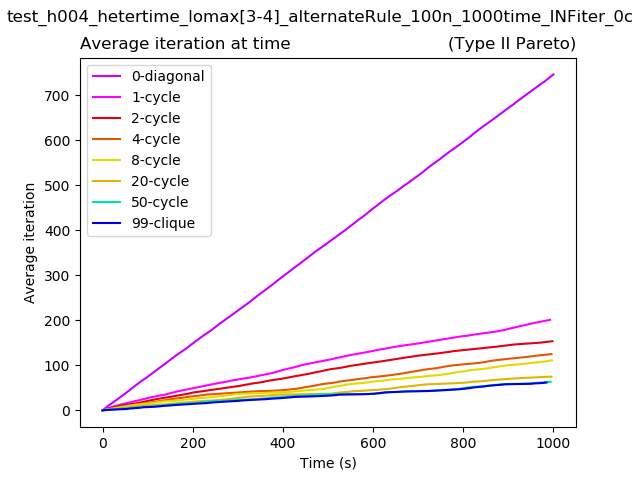 test_h004_hetertime_lomax[3-4]_alternateRule_100n_1000time_INFiter_0c
Average iteration at time (Type II Pareto)
0-diagonal
1-cycle
2-cycle
4-cycle
8-cycle
20-cycle
50-cycle
99-clique
700
600
500
400
300
200
100
0
Average iteration
0 200 400 600 800 1000
Time (s)